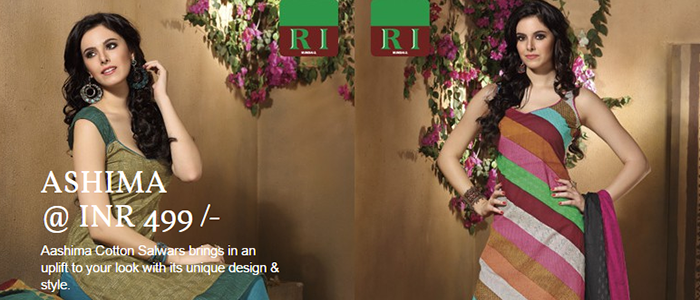 RI
RI
ASHIMA
@ INR 499 /-
Aashima Cotton Salwars brings in an
uplift to your look with its unique design &
style.